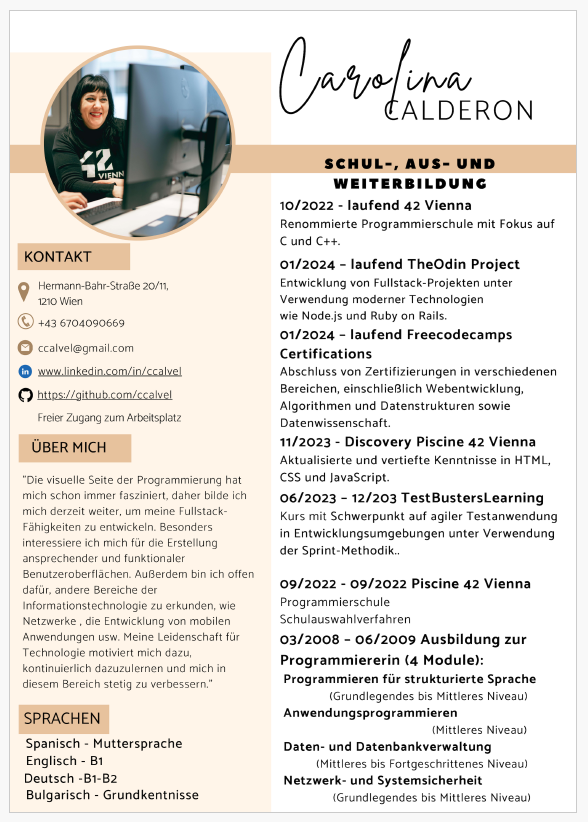 Carolina
CALDERON
42
VIENN
KONTAKT
Hermann-Bahr-Straße 20/11,
1210 Wien
+43 6704090669
ccalvel@gmail.com
www.linkedin.com/in/ccalvel
https://github.com/ccalvel
Freier Zugang zum Arbeitsplatz
ÜBER MICH
"Die visuelle Seite der Programmierung hat
mich schon immer fasziniert, daher bilde ich
mich derzeit weiter, um meine Fullstack-
Fähigkeiten zu entwickeln. Besonders
interessiere ich mich für die Erstellung
ansprechender und funktionaler
Benutzeroberflächen. Außerdem bin ich offen
dafür, andere Bereiche der
Informationstechnologie zu erkunden, wie
Netzwerke , die Entwicklung von mobilen
Anwendungen usw. Meine Leidenschaft für
Technologie motiviert mich dazu,
kontinuierlich dazuzulernen und mich in
diesem Bereich stetig zu verbessern."
SPRACHEN
Spanisch - Muttersprache
Englisch - B1
Deutsch -B1-B2
Bulgarisch - Grundkentnisse
SCHUL-, AUS- UND
WEITERBILDUNG
10/2022 - laufend 42 Vienna
Renommierte Programmierschule mit Fokus auf
C und C++.
01/2024 – laufend TheOdin Project
Entwicklung von Fullstack-Projekten unter
Verwendung moderner Technologien
wie Node.js und Ruby on Rails.
01/2024 – laufend Freecodecamps
Certifications
Abschluss von Zertifizierungen in verschiedenen
Bereichen, einschließlich Webentwicklung,
Algorithmen und Datenstrukturen sowie
Datenwissenschaft.
11/2023 - Discovery Piscine 42 Vienna
Aktualisierte und vertiefte Kenntnisse in HTML,
CSS und JavaScript.
06/2023 – 12/203 TestBustersLearning
Kurs mit Schwerpunkt auf agiler Testanwendung
in Entwicklungsumgebungen unter Verwendung
der Sprint-Methodik..
09/2022 - 09/2022 Piscine 42 Vienna
Programmierschule
Schulauswahlverfahren
03/2008 – 06/2009 Ausbildung zur
Programmiererin (4 Module):
Programmieren für strukturierte Sprache
(Grundlegendes bis Mittleres Niveau)
Anwendungsprogrammieren
(Mittleres Niveau)
Daten- und Datenbankverwaltung
(Mittleres bis Fortgeschrittenes Niveau)
Netzwerk- und Systemsicherheit
(Grundlegendes bis Mittleres Niveau)